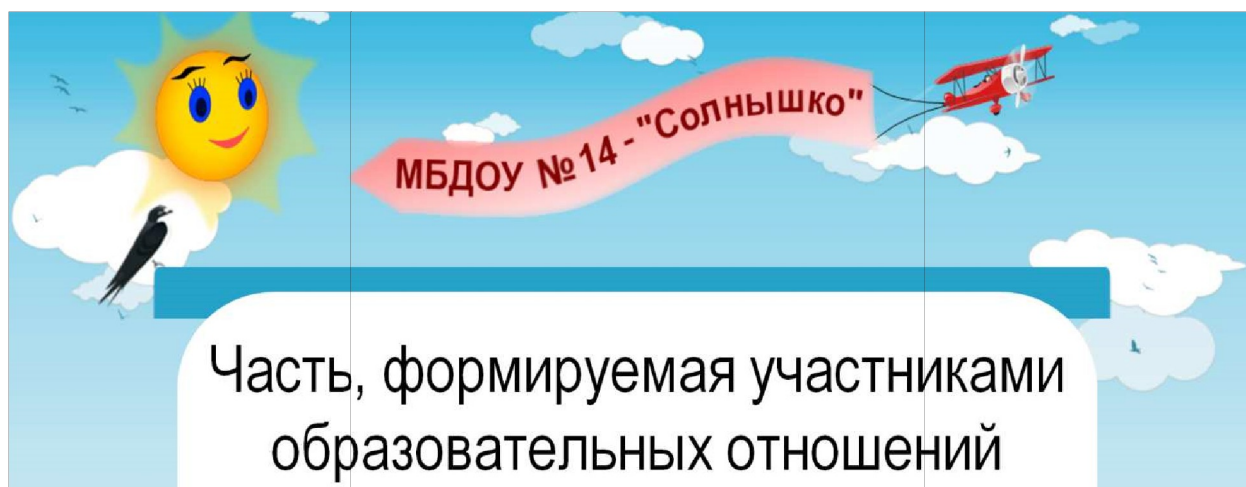 МБДОУ №14 - "Солнышко"
Часть, формируемая участниками
образовательных отношений